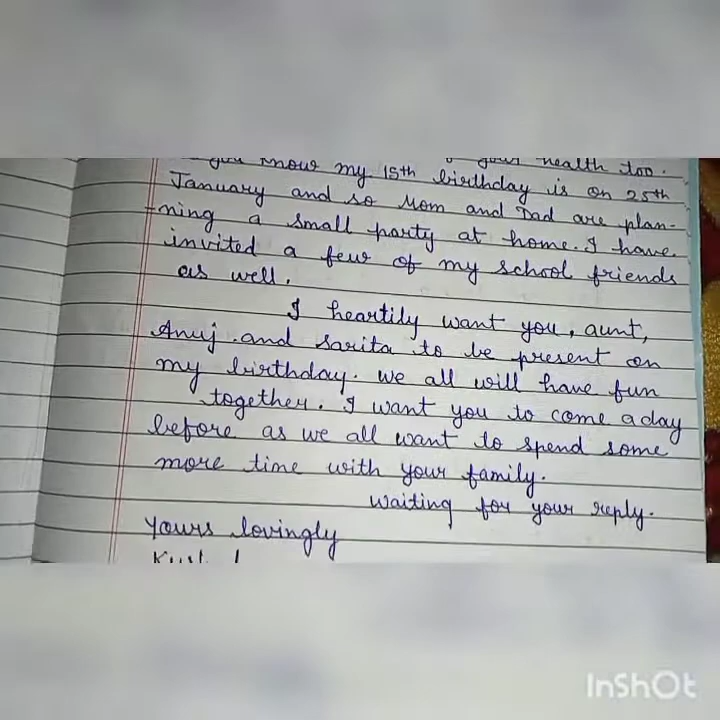 you know my 15th birthday is on 25th
your health too.
January and so Mom and Dad are plan-
-ning a small party at home. I have
invited a few of my school friends
as well.
I heartily want you, aunt,
Anuj and Sarita to be present on
my birthday. We all will have fun
together. I want you to come a day
before as we all want to spend some
more time with your family.
Waiting for your reply.
Yours lovingly
InShOt